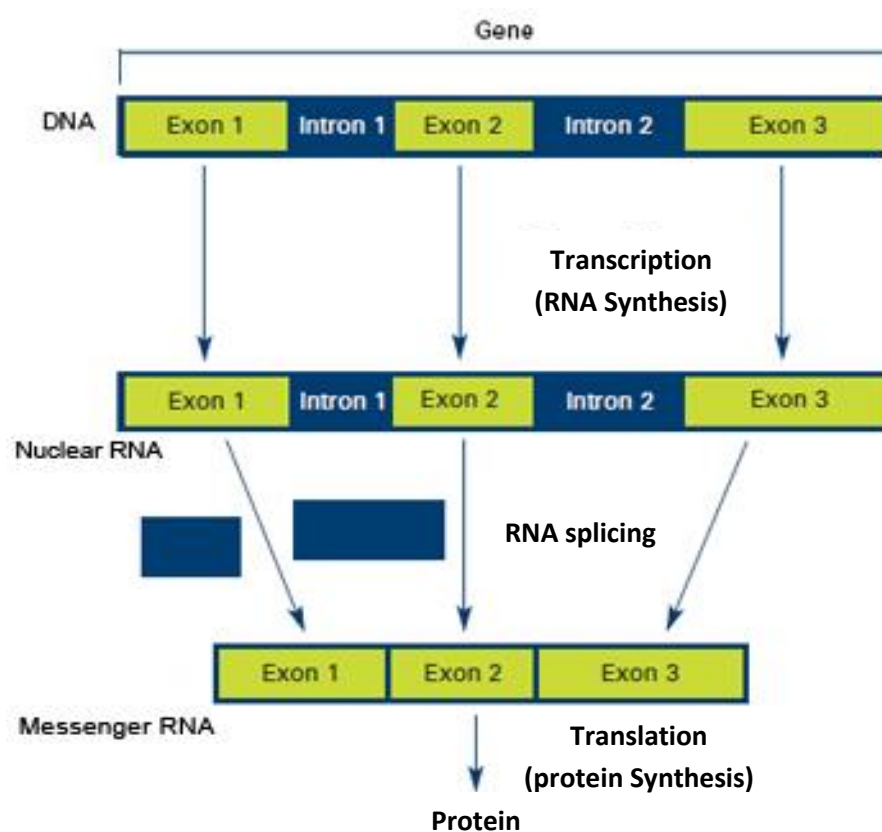 Gene
DNA
Exon 1 Intron 1 Exon 2 Intron 2 Exon 3
Transcription
(RNA Synthesis)
Exon 1 Intron 1 Exon 2 Intron 2 Exon 3
Nuclear RNA
RNA splicing
Exon 1 Exon 2 Exon 3
Messenger RNA
Translation
(protein Synthesis)
Protein